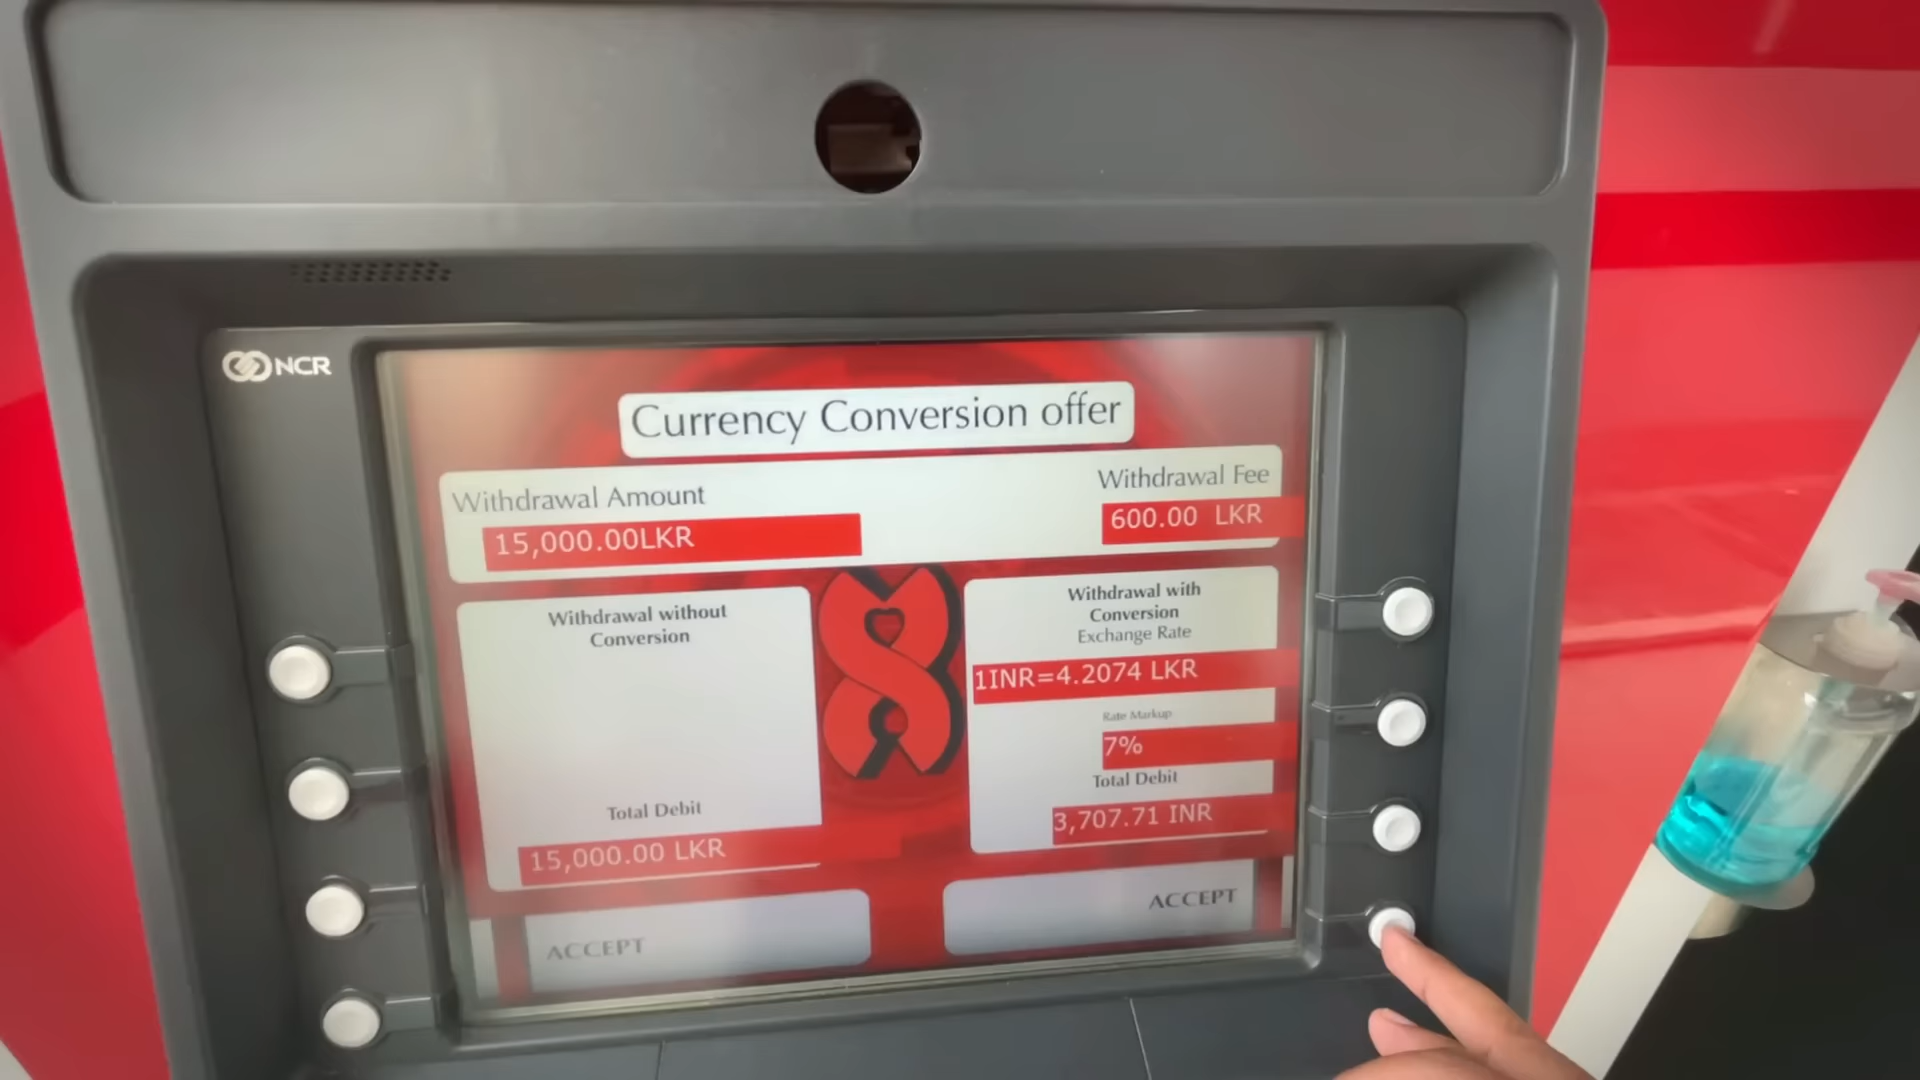 NCR
Currency Conversion offer
Withdrawal Amount
15,000.00LKR
Withdrawal Fee
600.00 LKR
Withdrawal without
Conversion
Total Debit
15,000.00 LKR
ACCEPT
Withdrawal with
Conversion
Exchange Rate
1INR=4.2074 LKR
Rate Markup
7%
Total Debit
3,707.71 INR
ACCEPT